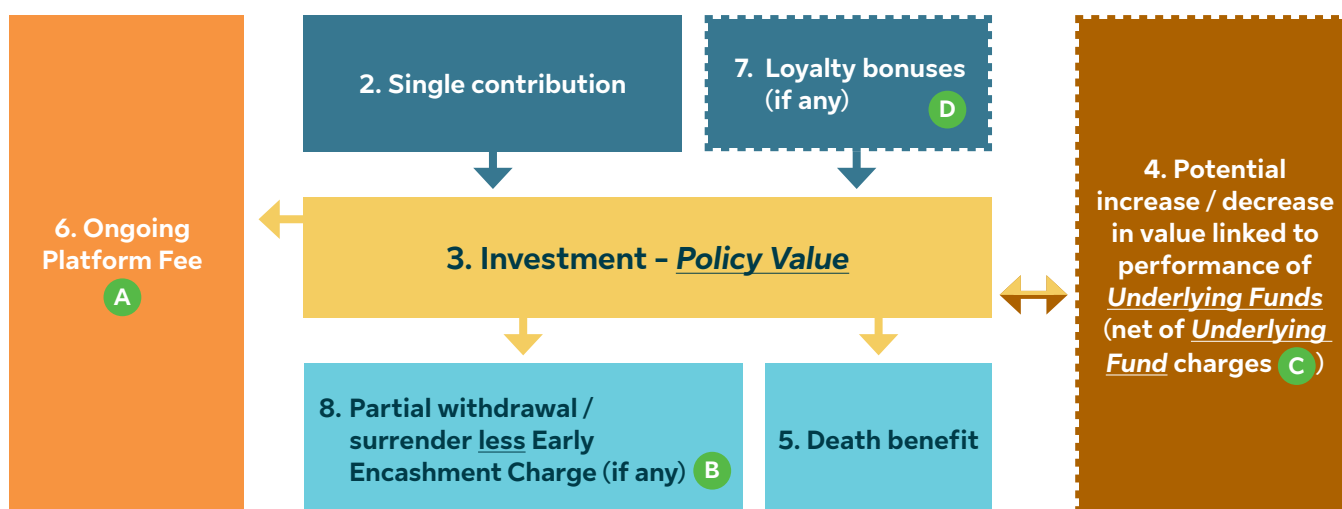 2. Single contribution
7. Loyalty bonuses
(if any)
D
6. Ongoing
Platform Fee
A
3. Investment – Policy Value
4. Potential
increase / decrease
in value linked to
performance of
Underlying Funds
(net of Underlying
Fund charges C)
8. Partial withdrawal /
surrender less Early
Encashment Charge (if any) B
5. Death benefit